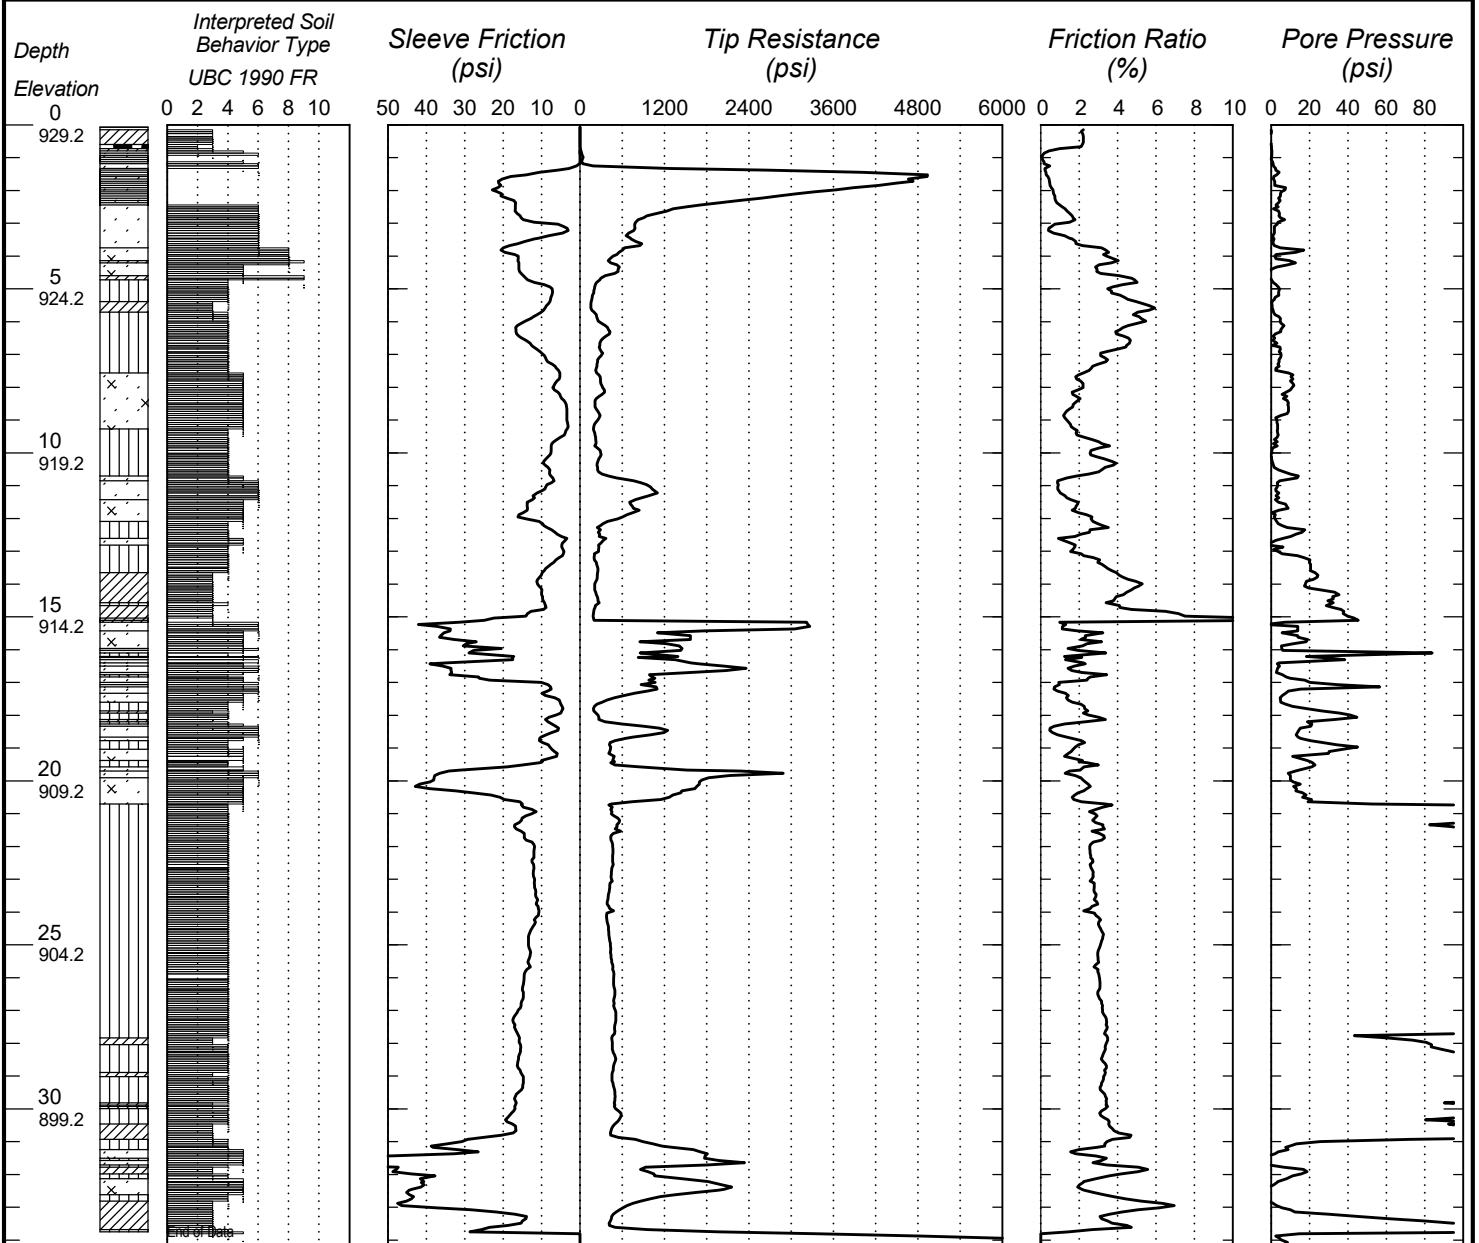 Depth
Elevation
Interpreted Soil
Behavior Type
UBC 1990 FR
Sleeve Friction
(psi)
Tip Resistance
(psi)
Friction Ratio
(%)
Pore Pressure
(psi)
0 2 4 6 8 10
50 40 30 20 10 0
1200 2400 3600 4800 6000
0 2 4 6 8 10
0 20 40 60 80
0
929.2
5
924.2
10
919.2
15
914.2
20
909.2
25
904.2
30
899.2
End of Data